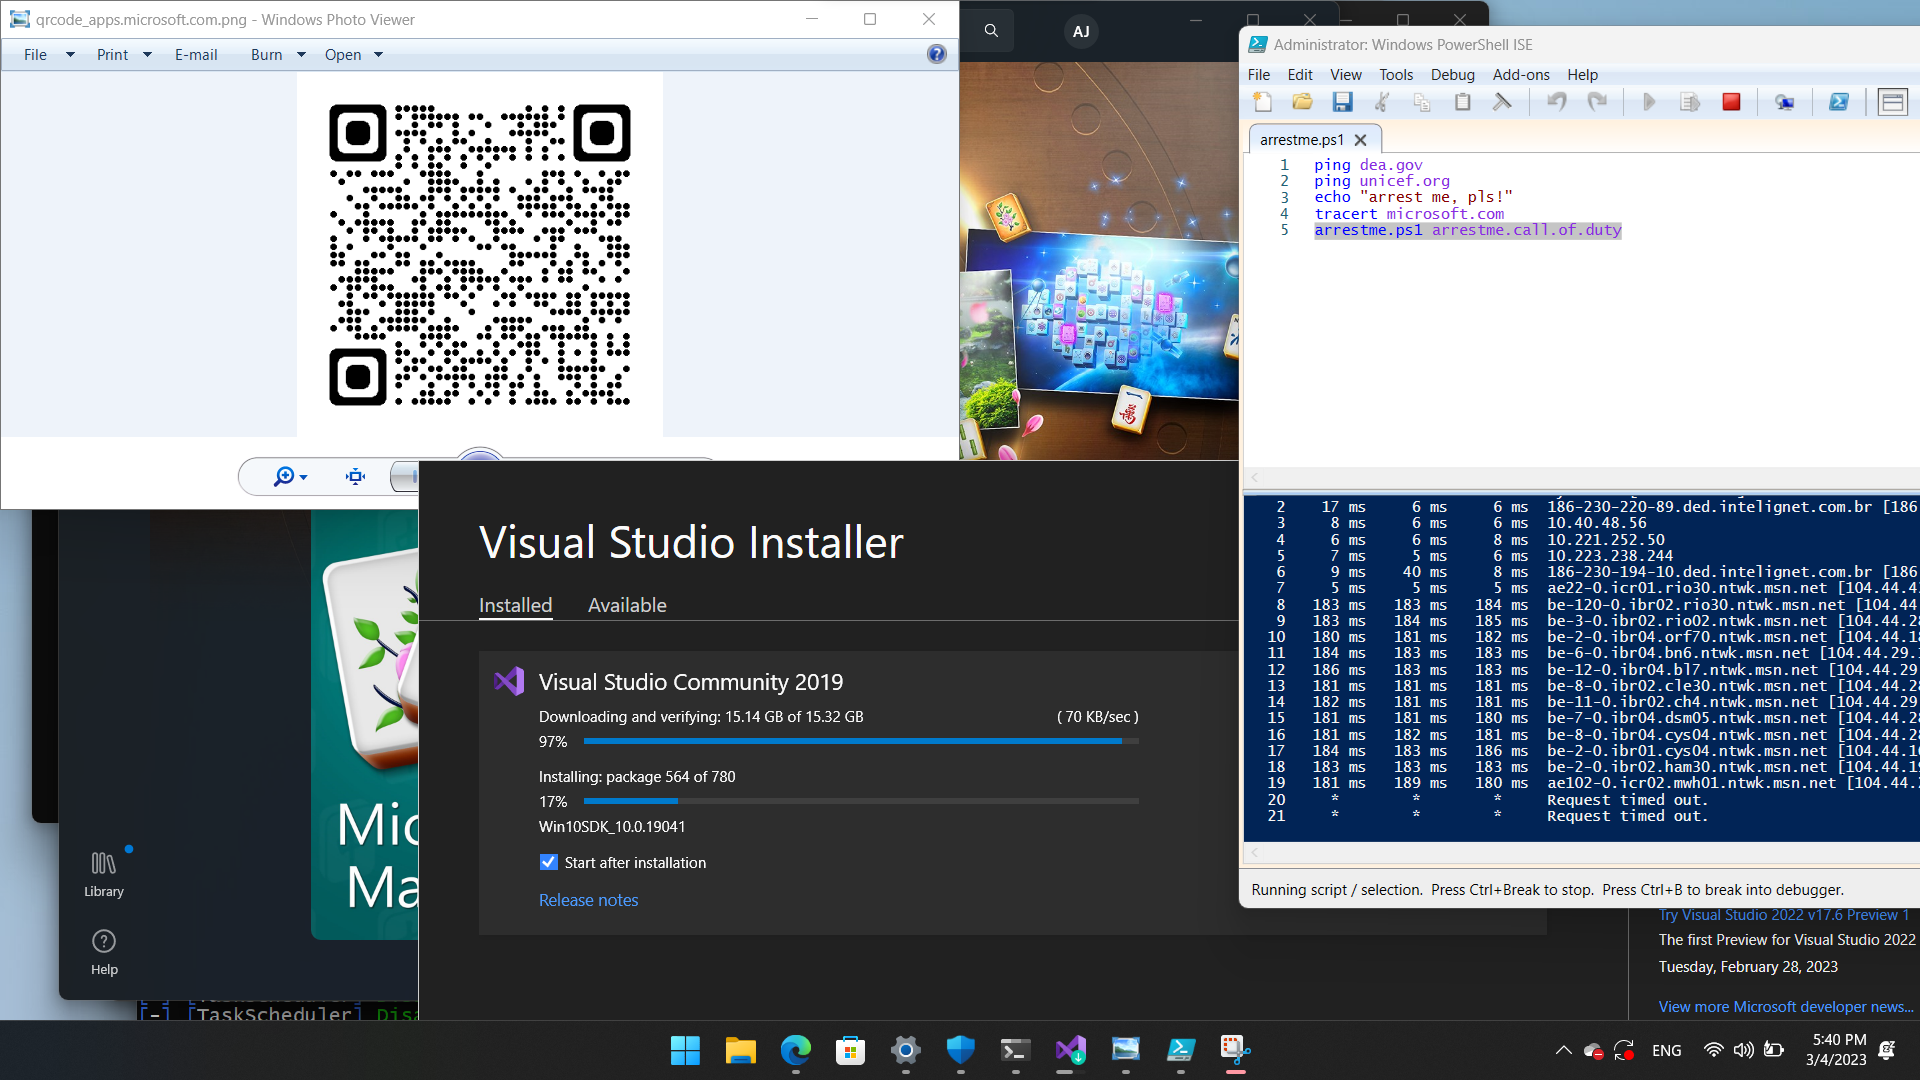 qrcode_apps.microsoft.com.png - Windows Photo Viewer
File
Print
E-mail
Burn
Open
AJ
Administrator: Windows PowerShell ISE
File Edit View Tools Debug Add-ons Help
arrestme.ps1
1 ping dea.gov
2 ping unicef.org
3 echo "arrest me, pls!"
4 tracert microsoft.com
5 arrestme.ps1 arrestme.call.of.duty
一
萬
2 17 ms 6 ms 6 ms 186-230-220-89.ded.intelignet.com.br [186
3 8 ms 6 ms 6 ms 10.40.48.56
4 6 ms 6 ms 8 ms 10.221.252.50
5 7 ms 5 ms 6 ms 10.223.238.244
6 9 ms 40 ms 8 ms 186-230-194-10.ded.intelignet.com.br [186
7 5 ms 5 ms 5 ms ae22-0.icr01.rio30.ntwk.msn.net [104.44.4
8 183 ms 183 ms 184 ms be-120-0.ibr02.rio30.ntwk.msn.net [104.44
9 183 ms 184 ms 185 ms be-3-0.ibr02.rio02.ntwk.msn.net [104.44.28
10 180 ms 181 ms 182 ms be-2-0.ibr04.orf70.ntwk.msn.net [104.44.18
11 184 ms 183 ms 183 ms be-6-0.ibr04.bn6.ntwk.msn.net [104.44.29.
12 186 ms 183 ms 183 ms be-12-0.ibr04.bl7.ntwk.msn.net [104.44.29
13 181 ms 181 ms 181 ms be-8-0.ibr02.cle30.ntwk.msn.net [104.44.28
14 182 ms 181 ms 181 ms be-11-0.ibr02.ch4.ntwk.msn.net [104.44.29
15 181 ms 181 ms 180 ms be-7-0.ibr04.dsm05.ntwk.msn.net [104.44.28
16 181 ms 182 ms 181 ms be-8-0.ibr04.cys04.ntwk.msn.net [104.44.28
17 184 ms 183 ms 186 ms be-2-0.ibr01.cys04.ntwk.msn.net [104.44.16
18 183 ms 183 ms 183 ms be-2-0.ibr02.ham30.ntwk.msn.net [104.44.19
19 181 ms 189 ms 180 ms ae102-0.icr02.mwh01.ntwk.msn.net [104.44.
20 * * * Request timed out.
21 * * * Request timed out.
Running script / selection. Press Ctrl+Break to stop. Press Ctrl+B to break into debugger.
Visual Studio Installer
Installed
Available
Visual Studio Community 2019
Downloading and verifying: 15.14 GB of 15.32 GB
( 70 KB/sec )
97%
Installing: package 564 of 780
17%
Win10SDK_10.0.19041
Start after installation
Release notes
Mic
Ma
Library
Help
Try Visual Studio 2022 v17.6 Preview 1
The first Preview for Visual Studio 2022
Tuesday, February 28, 2023
View more Microsoft developer news...
[-] [TaskScheduler] Disa
ENG
5:40 PM
3/4/2023